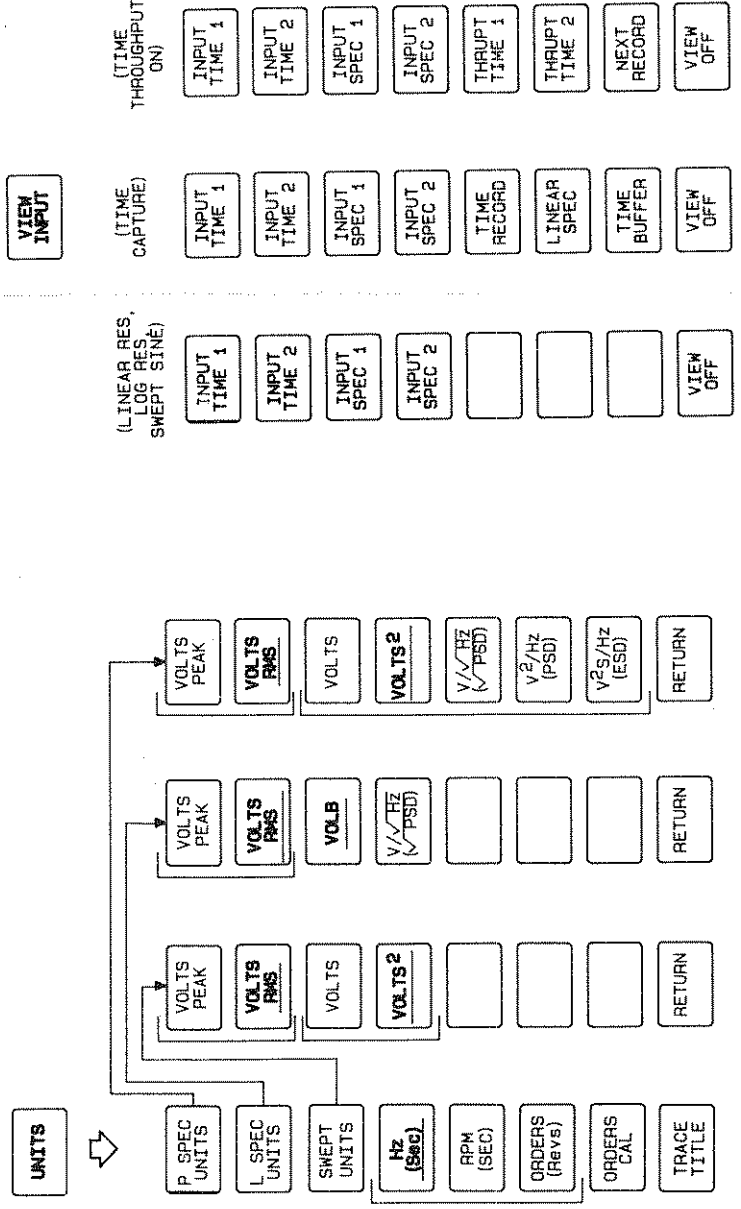 UNITS
P SPEC
UNITS
L SPEC
UNITS
SWEPT
UNITS
Hz
(Sec)
RPM
(SEC)
ORDERS
(Revs)
ORDERS
CAL
TRACE
TITLE
VOLTS
PEAK
VOLTS
RMS
VOLTS
VOLTS2
RETURN
VOLTS
PEAK
VOLTS
RMS
VOLB
V/√Hz
(√PSD)
RETURN
VOLTS
PEAK
VOLTS
RMS
VOLTS
VOLTS2
V/√Hz
(√PSD)
V²/Hz
(PSD)
V²S/Hz
(ESD)
RETURN
VIEW
INPUT
(LINEAR RES,
LOG RES
SWEPT SINE)
INPUT
TIME 1
INPUT
TIME 2
INPUT
SPEC 1
INPUT
SPEC 2
VIEW
OFF
(TIME
CAPTURE)
INPUT
TIME 1
INPUT
TIME 2
INPUT
SPEC 1
INPUT
SPEC 2
TIME
RECORD
LINEAR
SPEC
TIME
BUFFER
VIEW
OFF
(TIME
THROUGHPUT
ON)
INPUT
TIME 1
INPUT
TIME 2
INPUT
SPEC 1
INPUT
SPEC 2
THRUPT
TIME 1
THRUPT
TIME 2
NEXT
RECORD
VIEW
OFF